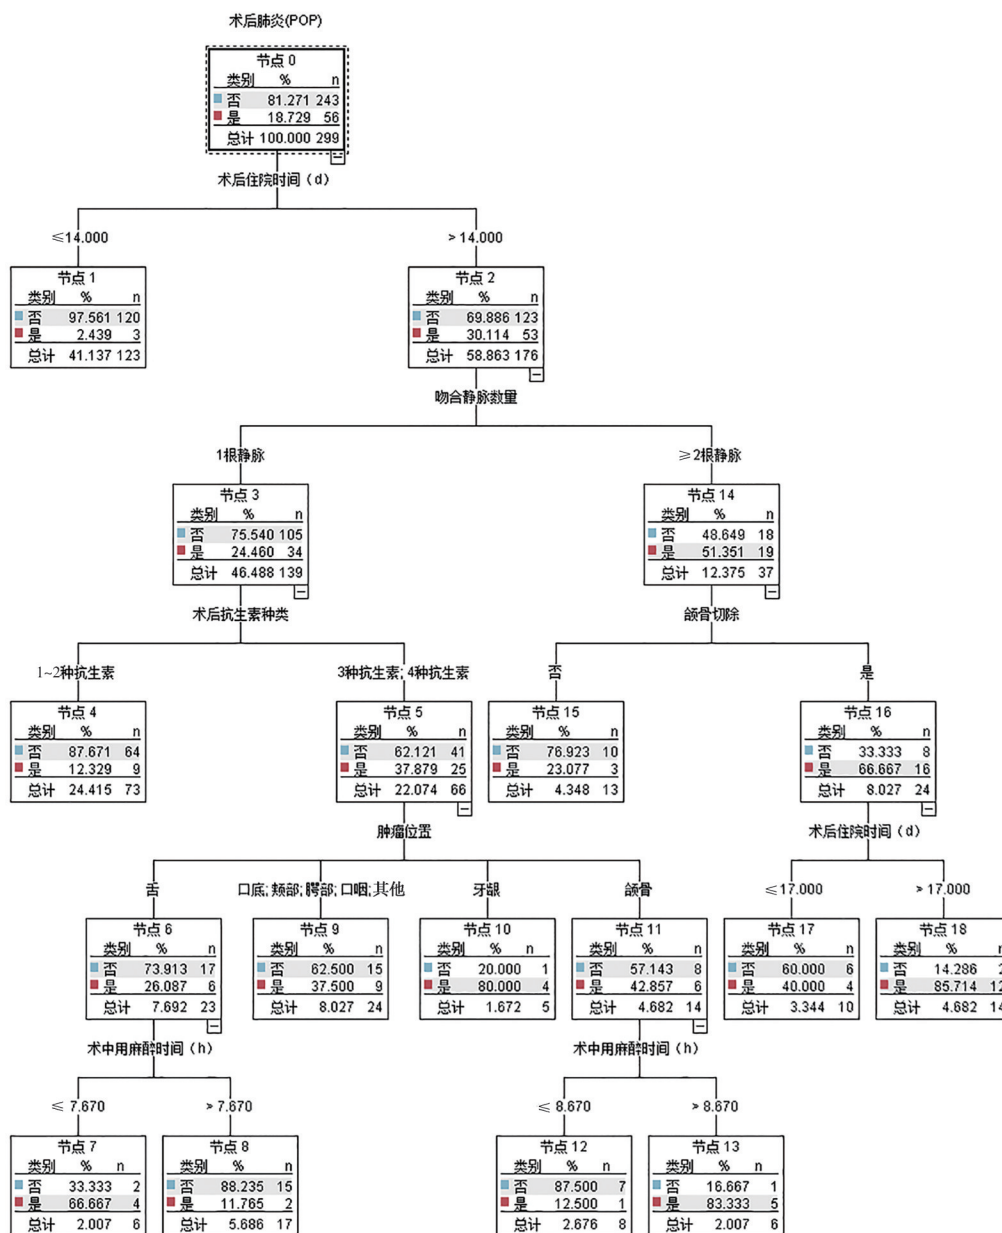 术后肺炎(POP)
节点 0
类别 % n
否 81.271 243
是 18.729 56
总计 100.000 299
术后住院时间（d）
≤14.000
>14.000
节点 1
类别 % n
否 97.561 120
是 2.439 3
总计 41.137 123
节点 2
类别 % n
否 69.886 123
是 30.114 53
总计 58.863 176
吻合静脉数量
1根静脉
≥2根静脉
节点 3
类别 % n
否 75.540 105
是 24.460 34
总计 46.488 139
节点 14
类别 % n
否 48.649 18
是 51.351 19
总计 12.375 37
术后抗生素种类
颌骨切除
1~2种抗生素
3种抗生素; 4种抗生素
否
是
节点 4
类别 % n
否 87.671 64
是 12.329 9
总计 24.415 73
节点 5
类别 % n
否 62.121 41
是 37.879 25
总计 22.074 66
节点 15
类别 % n
否 76.923 10
是 23.077 3
总计 4.348 13
节点 16
类别 % n
否 33.333 8
是 66.667 16
总计 8.027 24
肿瘤位置
术后住院时间（d）
舌
口底; 颊部; 腭部; 口咽; 其他
牙龈
颌骨
≤17.000
>17.000
节点 6
类别 % n
否 73.913 17
是 26.087 6
总计 7.692 23
节点 9
类别 % n
否 62.500 15
是 37.500 9
总计 8.027 24
节点 10
类别 % n
否 20.000 1
是 80.000 4
总计 1.672 5
节点 11
类别 % n
否 57.143 8
是 42.857 6
总计 4.682 14
节点 17
类别 % n
否 60.000 6
是 40.000 4
总计 3.344 10
节点 18
类别 % n
否 14.286 2
是 85.714 12
总计 4.682 14
术中用麻醉时间（h）
术中用麻醉时间（h）
≤ 7.670
>7.670
≤ 8.670
>8.670
节点 7
类别 % n
否 33.333 2
是 66.667 4
总计 2.007 6
节点 8
类别 % n
否 88.235 15
是 11.765 2
总计 5.686 17
节点 12
类别 % n
否 87.500 7
是 12.500 1
总计 2.676 8
节点 13
类别 % n
否 16.667 1
是 83.333 5
总计 2.007 6